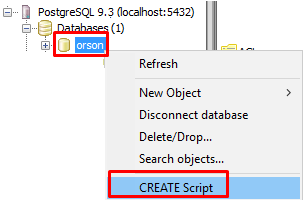 PostgreSQL 9.3 (localhost:5432)
Databases (1)
orson
Refresh
New Object
Disconnect database
Delete/Drop...
Search objects...
CREATE Script